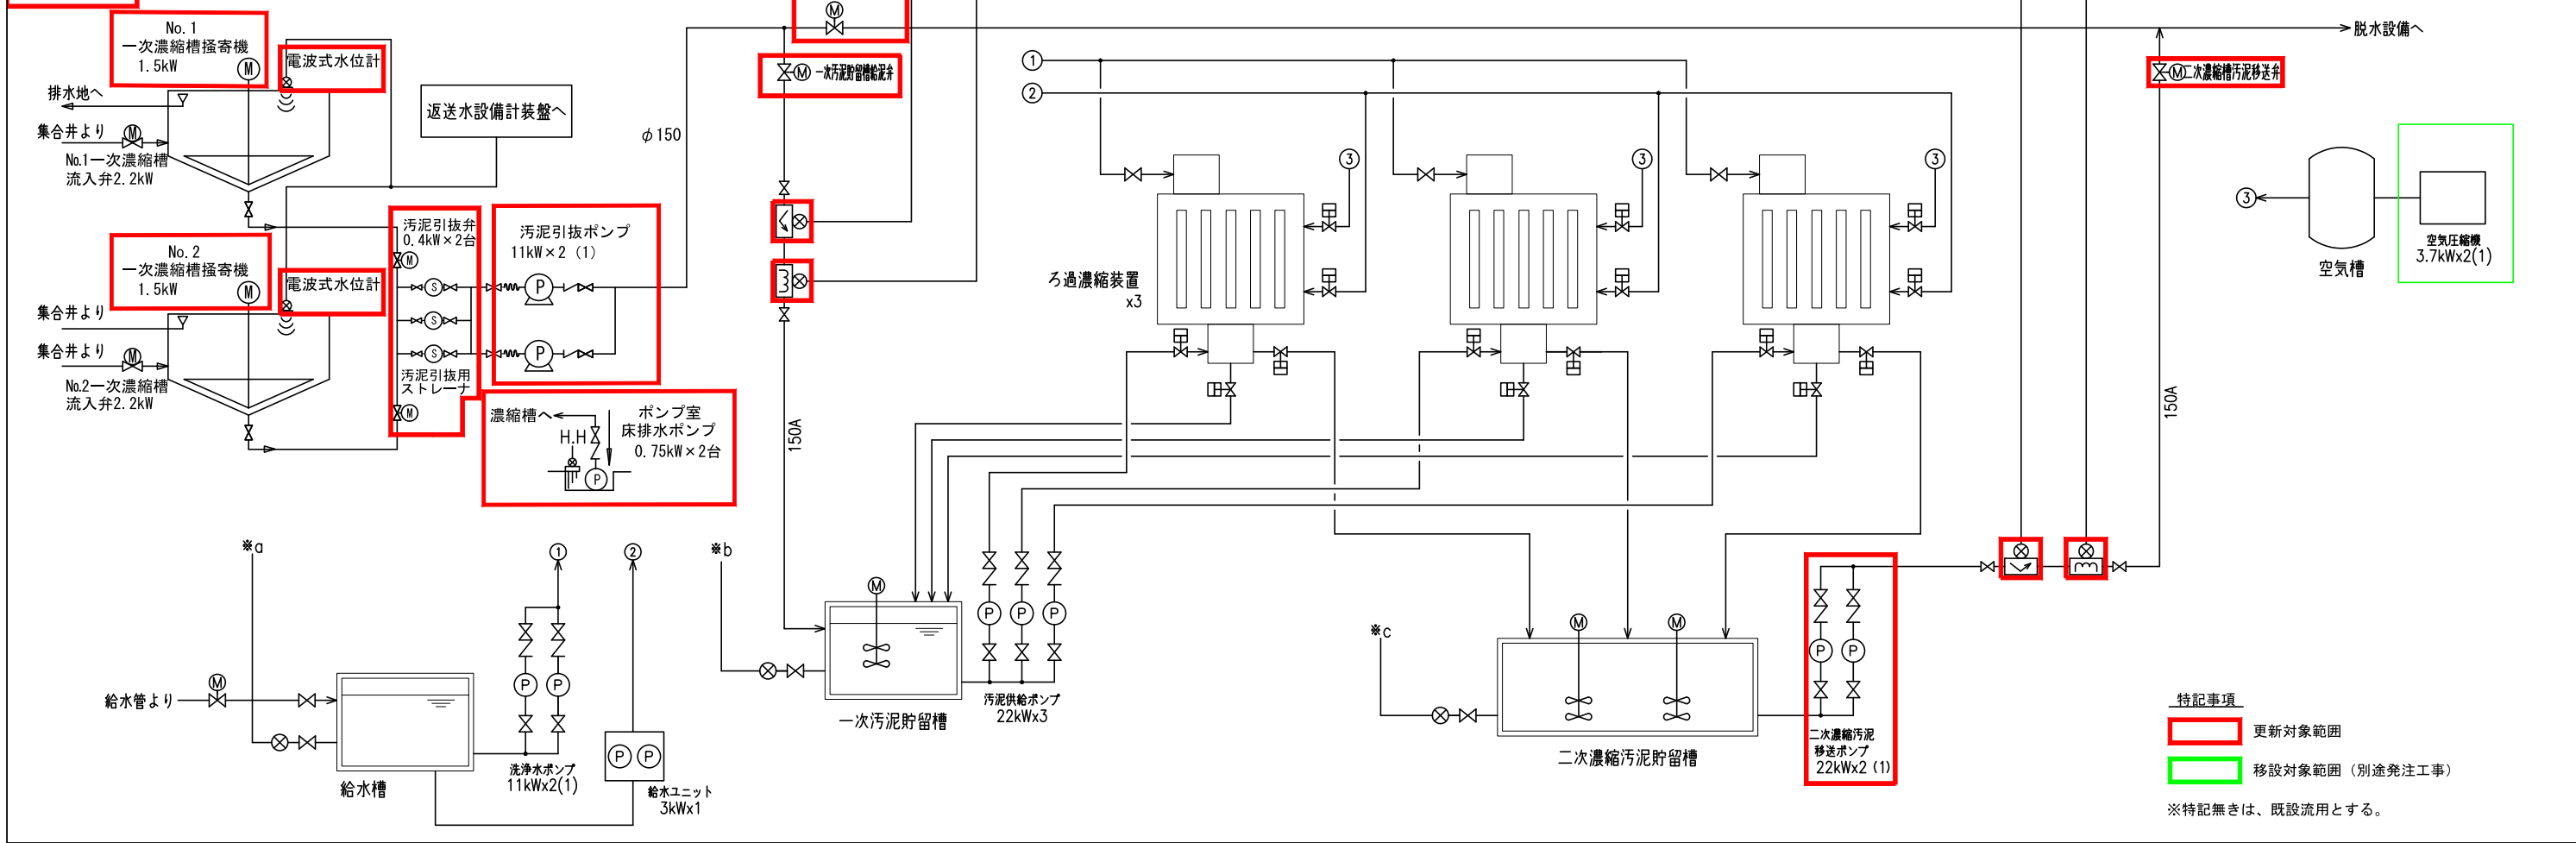 No. 1
一次濃縮槽掻寄機
1.5kW
M
電波式水位計
排水地へ
集合井より
M
No.1一次濃縮槽
流入弁2.2kW
返送水設備計装盤へ
No. 2
一次濃縮槽掻寄機
1.5kW
M
電波式水位計
集合井より
集合井より
M
No.2一次濃縮槽
流入弁2.2kW
汚泥引抜弁
0.4kW×2台
M
S
S
S
汚泥引抜用
ストレーナ
M
汚泥引抜ポンプ
11kW×2 (1)
P
P
濃縮槽へ
H.H
ポンプ室
床排水ポンプ
0.75kW×2台
P
φ150
M
M 一次汚泥貯留槽給泥弁
150A
脱水設備へ
M 二次濃縮槽汚泥移送弁
1
2
3
3
3
ろ過濃縮装置
x3
3
空気槽
空気圧縮機
3.7kWx2(1)
150A
※a
1
2
※b
M
P
P
P
給水管より
M
P
P
P P
給水槽
洗浄水ポンプ
11kWx2(1)
給水ユニット
3kWx1
一次汚泥貯留槽
汚泥供給ポンプ
22kWx3
※c
M
M
二次濃縮汚泥貯留槽
P
P
二次濃縮汚泥
移送ポンプ
22kWx2 (1)
特記事項
更新対象範囲
移設対象範囲（別途発注工事）
※特記無きは、既設流用とする。